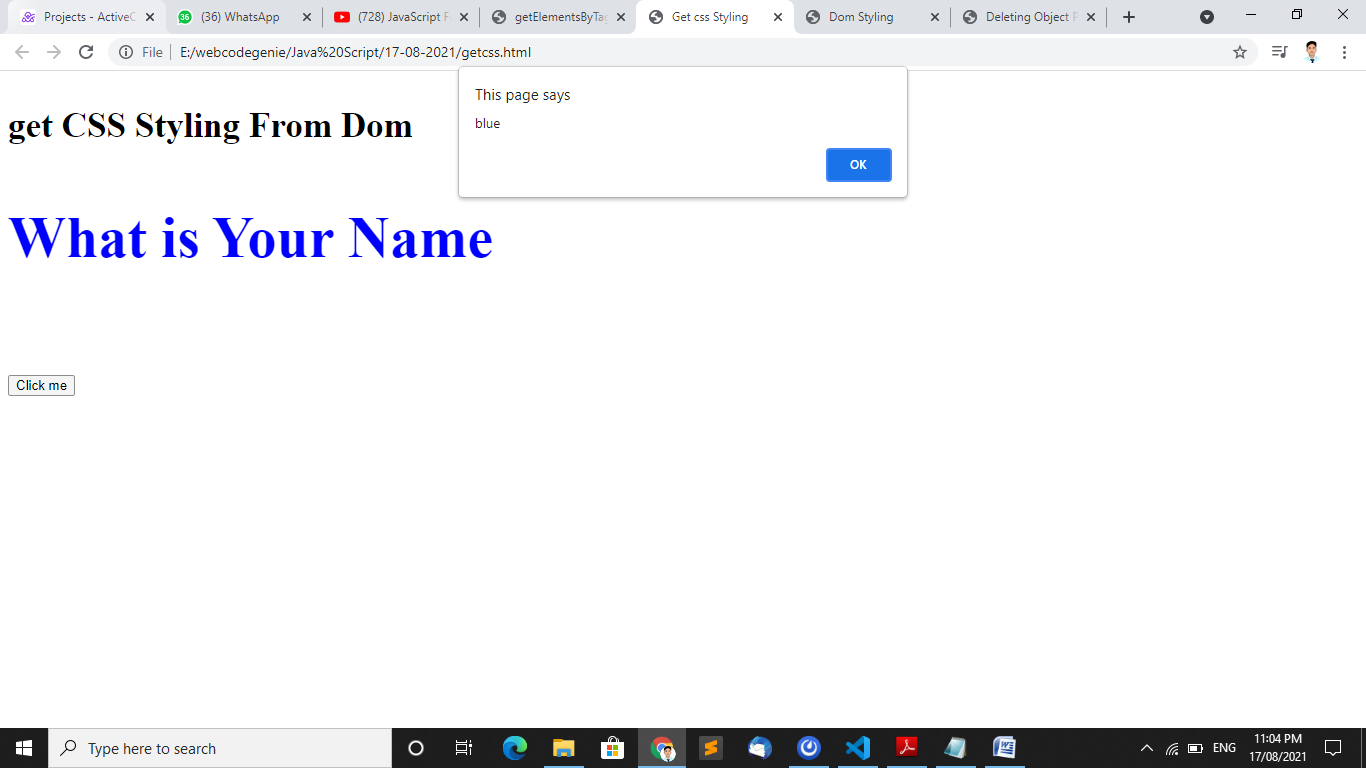 Projects - ActiveC
36 (36) WhatsApp
(728) JavaScript F
getElementsByTag
Get css Styling
Dom Styling
Deleting Object P
File E:/webcodegenie/Java%20Script/17-08-2021/getcss.html
This page says
blue
OK
get CSS Styling From Dom
What is Your Name
Click me
Type here to search
ENG
11:04 PM
17/08/2021